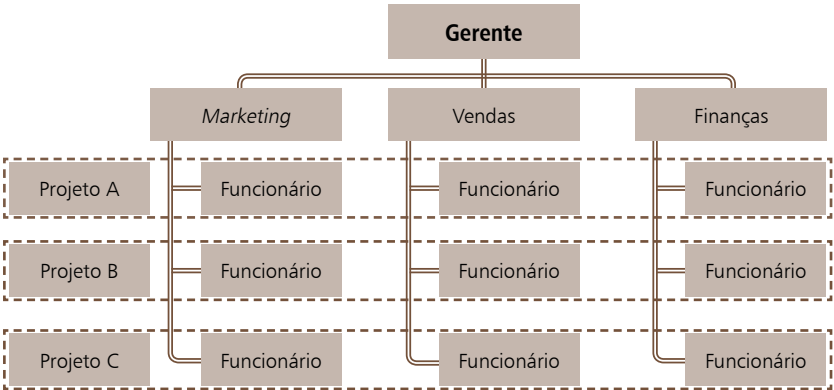 Gerente
Marketing
Vendas
Finanças
Projeto A
Funcionário
Funcionário
Funcionário
Projeto B
Funcionário
Funcionário
Funcionário
Projeto C
Funcionário
Funcionário
Funcionário